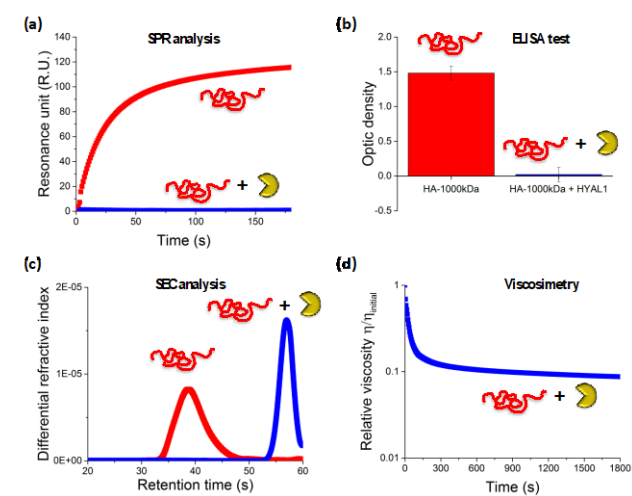 (a)
SPR analysis
140
120
100
80
60
40
20
0
Resonance unit (R.U.)
+
0
50
100
150
Time (s)
(b)
ELISA test
2.0
1.5
1.0
0.5
0.0
-0.5
Optic density
+
HA-1000kDa
HA-1000kDa + HYAL1
(c)
SEC analysis
2E-05
1E-05
0E+00
Differential refractive index
+
20
30
40
50
60
Retention time (s)
(d)
Viscosimetry
1
0.1
0.01
Relative viscosity η/ηinitial
+
0
300
600
900
1200
1500
1800
Time (s)